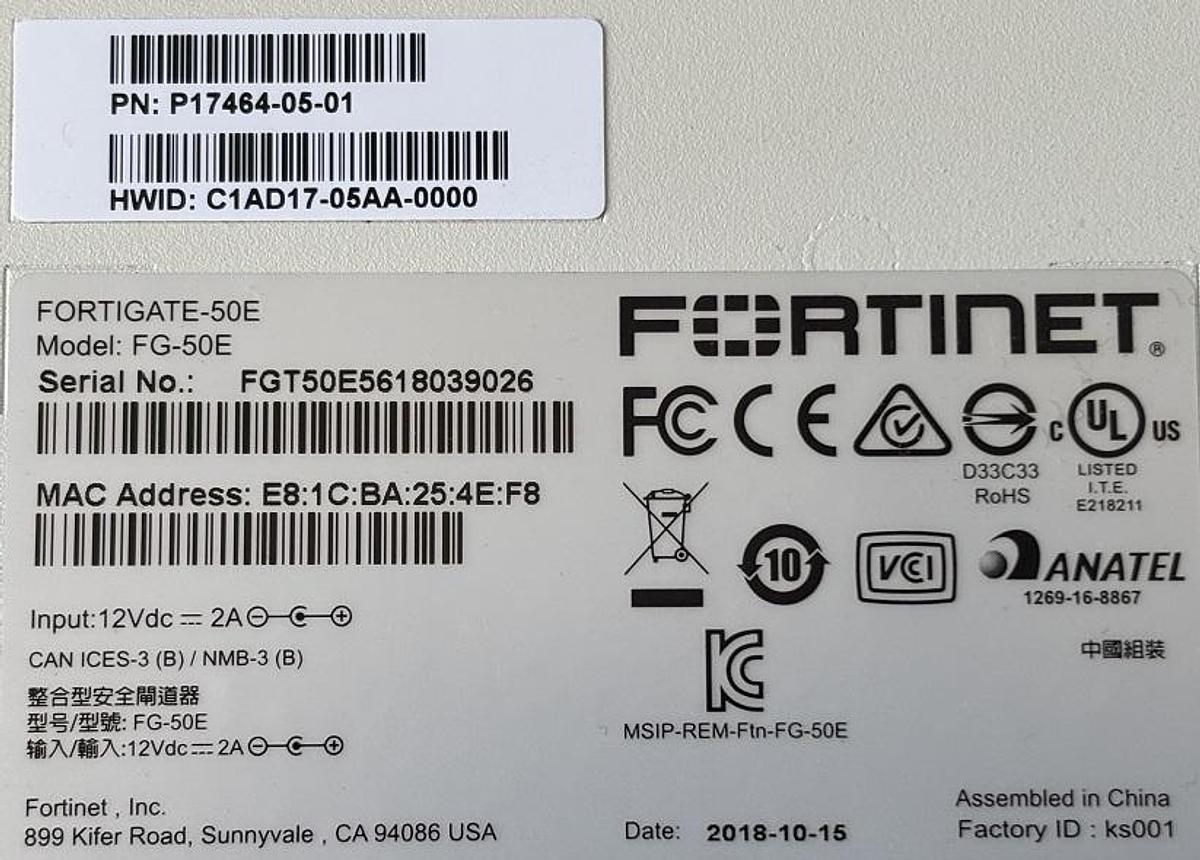 PN: P17464-05-01
HWID: C1AD17-05AA-0000
FORTIGATE-50E
Model: FG-50E
Serial No.: FGT50E5618039026
MAC Address: E8:1C:BA:25:4E:F8
Input:12Vdc ⎓ 2A
CAN ICES-3 (B) / NMB-3 (B)
整合型安全閘道器
型号/型號: FG-50E
输入/輸入:12Vdc ⎓ 2A
Fortinet , Inc.
899 Kifer Road, Sunnyvale , CA 94086 USA
FORTINET®
FC CE C UL US
D33C33
RoHS
LISTED
I.T.E.
E218211
10 VCCI ANATEL
1269-16-8867
中國組裝
KC
MSIP-REM-Ftn-FG-50E
Date: 2018-10-15
Assembled in China
Factory ID : ks001